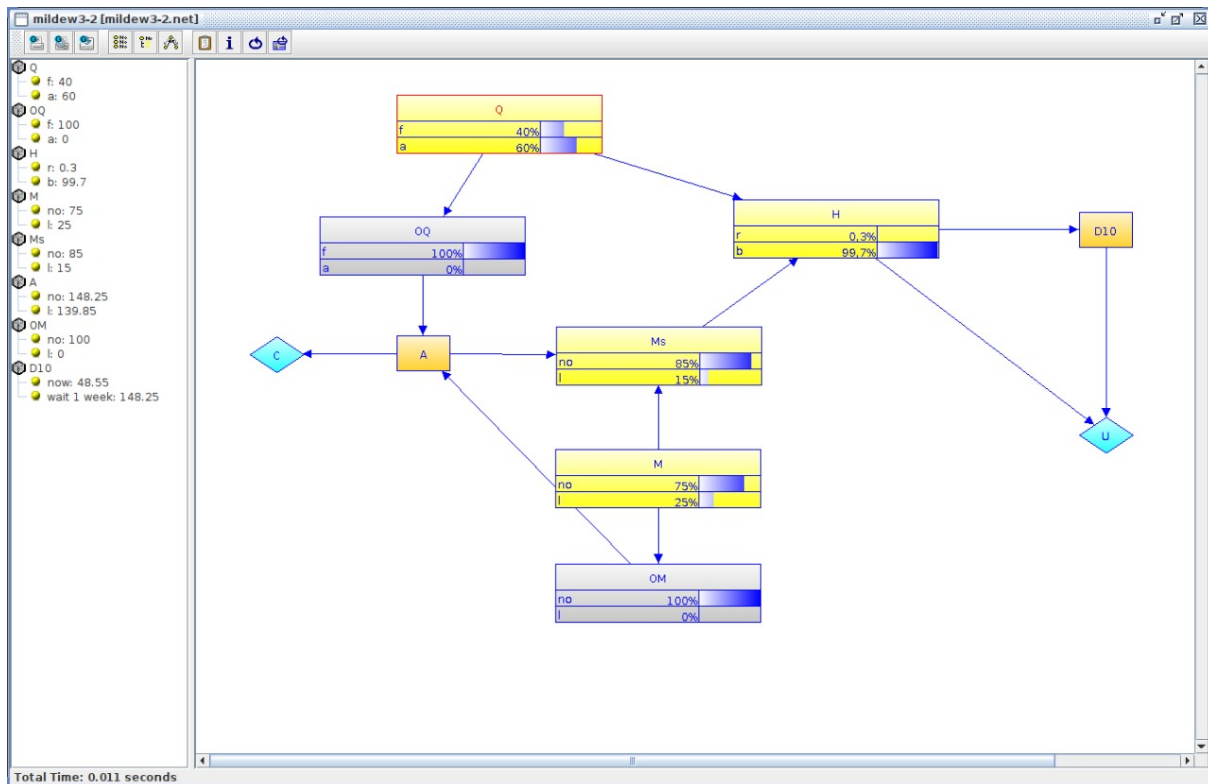 mildew3-2 [mildew3-2.net]
Q
f: 40
a: 60
OQ
f: 100
a: 0
H
r: 0.3
b: 99.7
M
no: 75
l: 25
Ms
no: 85
l: 15
A
no: 148.25
l: 139.85
OM
no: 100
l: 0
D10
now: 48.55
wait 1 week: 148.25
Q
f 40%
a 60%
H
r 0,3%
b 99,7%
D10
OQ
f 100%
a 0%
C
A
Ms
no 85%
l 15%
U
M
no 75%
l 25%
OM
no 100%
l 0%
Total Time: 0.011 seconds